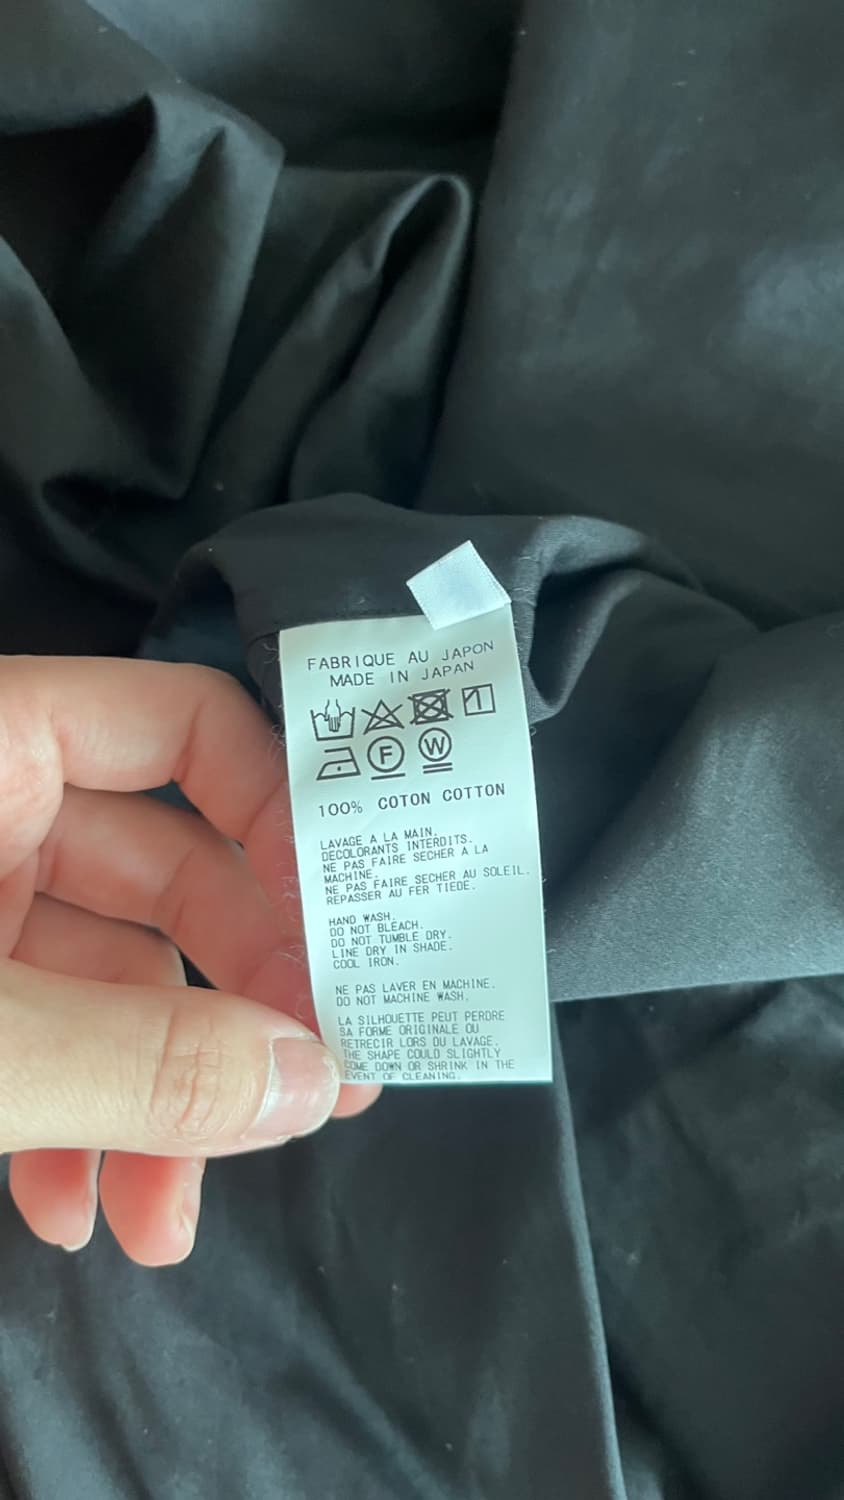 FABRIQUE AU JAPON
MADE IN JAPAN
F W
100% COTON COTTON
LAVAGE A LA MAIN.
DECOLORANTS INTERDITS.
NE PAS FAIRE SECHER A LA
MACHINE.
NE PAS FAIRE SECHER AU SOLEIL.
REPASSER AU FER TIEDE.
HAND WASH.
DO NOT BLEACH.
DO NOT TUMBLE DRY.
LINE DRY IN SHADE.
COOL IRON.
NE PAS LAVER EN MACHINE.
DO NOT MACHINE WASH.
LA SILHOUETTE PEUT PERDRE
SA FORME ORIGINALE OU
RETRECIR LORS DU LAVAGE.
THE SHAPE COULD SLIGHTLY
COME DOWN OR SHRINK IN THE
EVENT OF CLEANING.